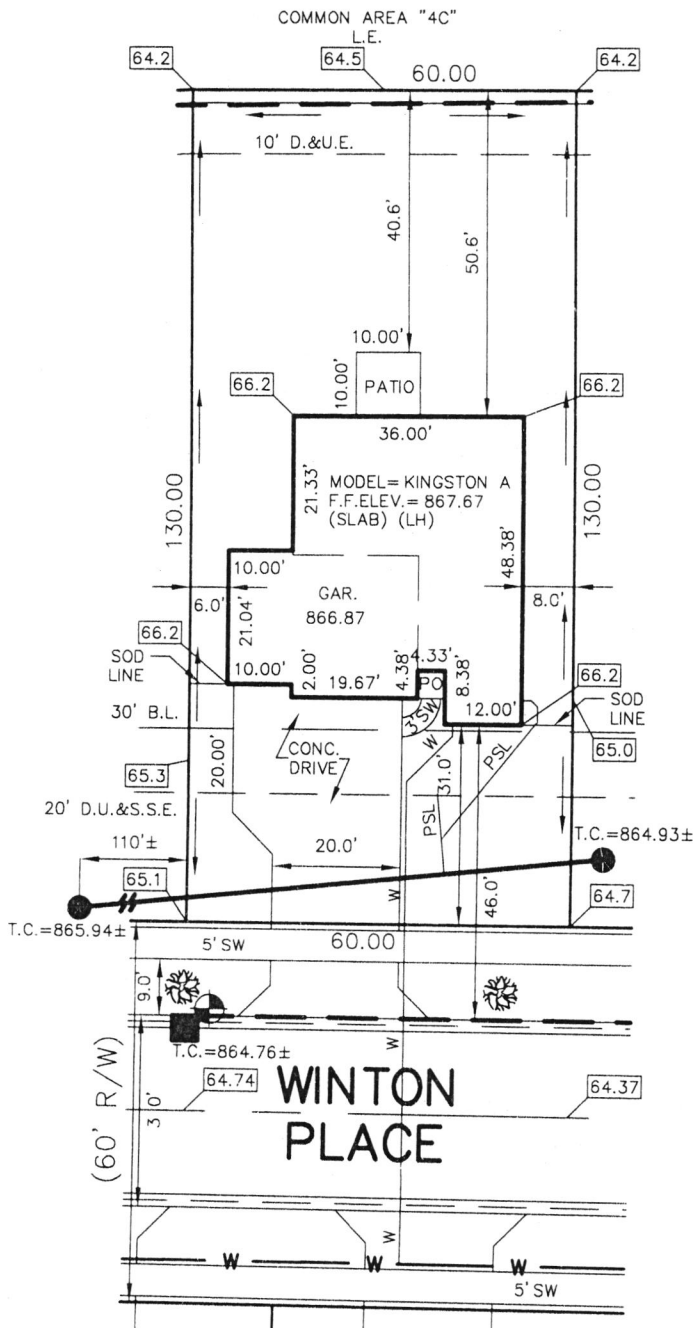 COMMON AREA "4C"
L.E.
64.2
64.5
60.00
64.2
10' D.&U.E.
40.6'
50.6'
10.00'
10.00'
PATIO
66.2
66.2
36.00'
21.33'
MODEL= KINGSTON A
F.F.ELEV.= 867.67
(SLAB) (LH)
130.00
130.00
48.38'
10.00'
GAR.
866.87
6.0'
8.0'
21.04'
66.2
4.33'
SOD
LINE
10.00'
2.00'
19.67'
4.38'
PO
8.38'
66.2
12.00'
SOD
LINE
30' B.L.
3'SW
W
65.0
20.00'
CONC.
DRIVE
31.0'
PSL
65.3
20' D.U.&S.S.E.
PSL
T.C.=864.93±
110'±
20.0'
46.0'
65.1
W
64.7
T.C.=865.94±
5' SW
60.00
9.0'
T.C.=864.76±
W
64.74
WINTON
PLACE
64.37
(60' R/W)
W
W
W
W
5' SW